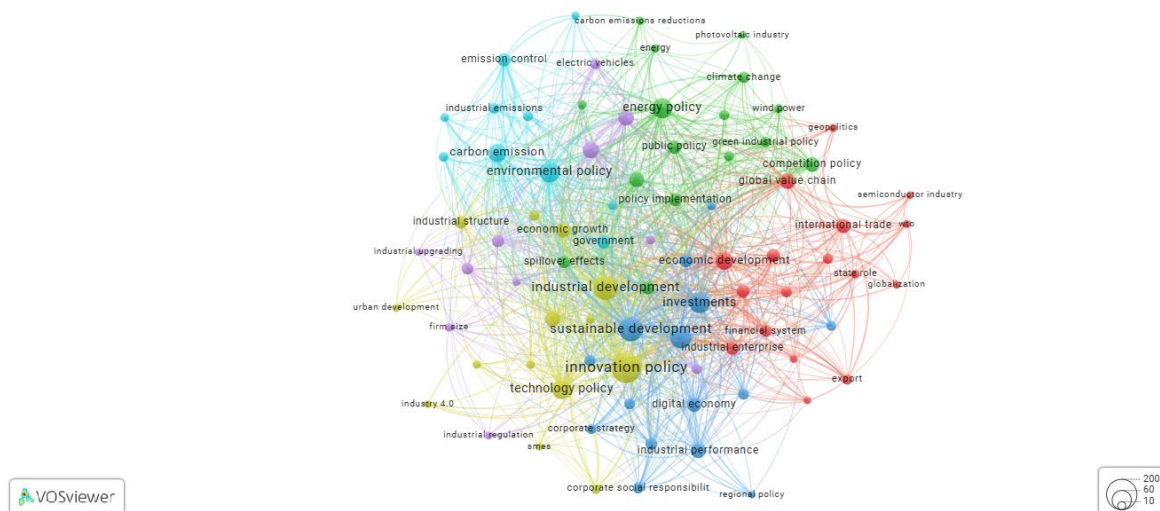 carbon emissions reductions
photovoltaic industry
energy
emission control
electric vehicles
climate change
industrial emissions
energy policy
wind power
geopolitics
public policy
green industrial policy
carbon emission
competition policy
environmental policy
global value chain
semiconductor industry
policy implementation
industrial structure
economic growth
international trade
wto
government
industrial upgrading
spillover effects
economic development
state role
globalization
industrial development
investments
urban development
firm size
sustainable development
financial system
industrial enterprise
innovation policy
export
technology policy
industry 4.0
digital economy
corporate strategy
industrial regulation
smes
industrial performance
corporate social responsibilit
regional policy
VOSviewer
200
60
10